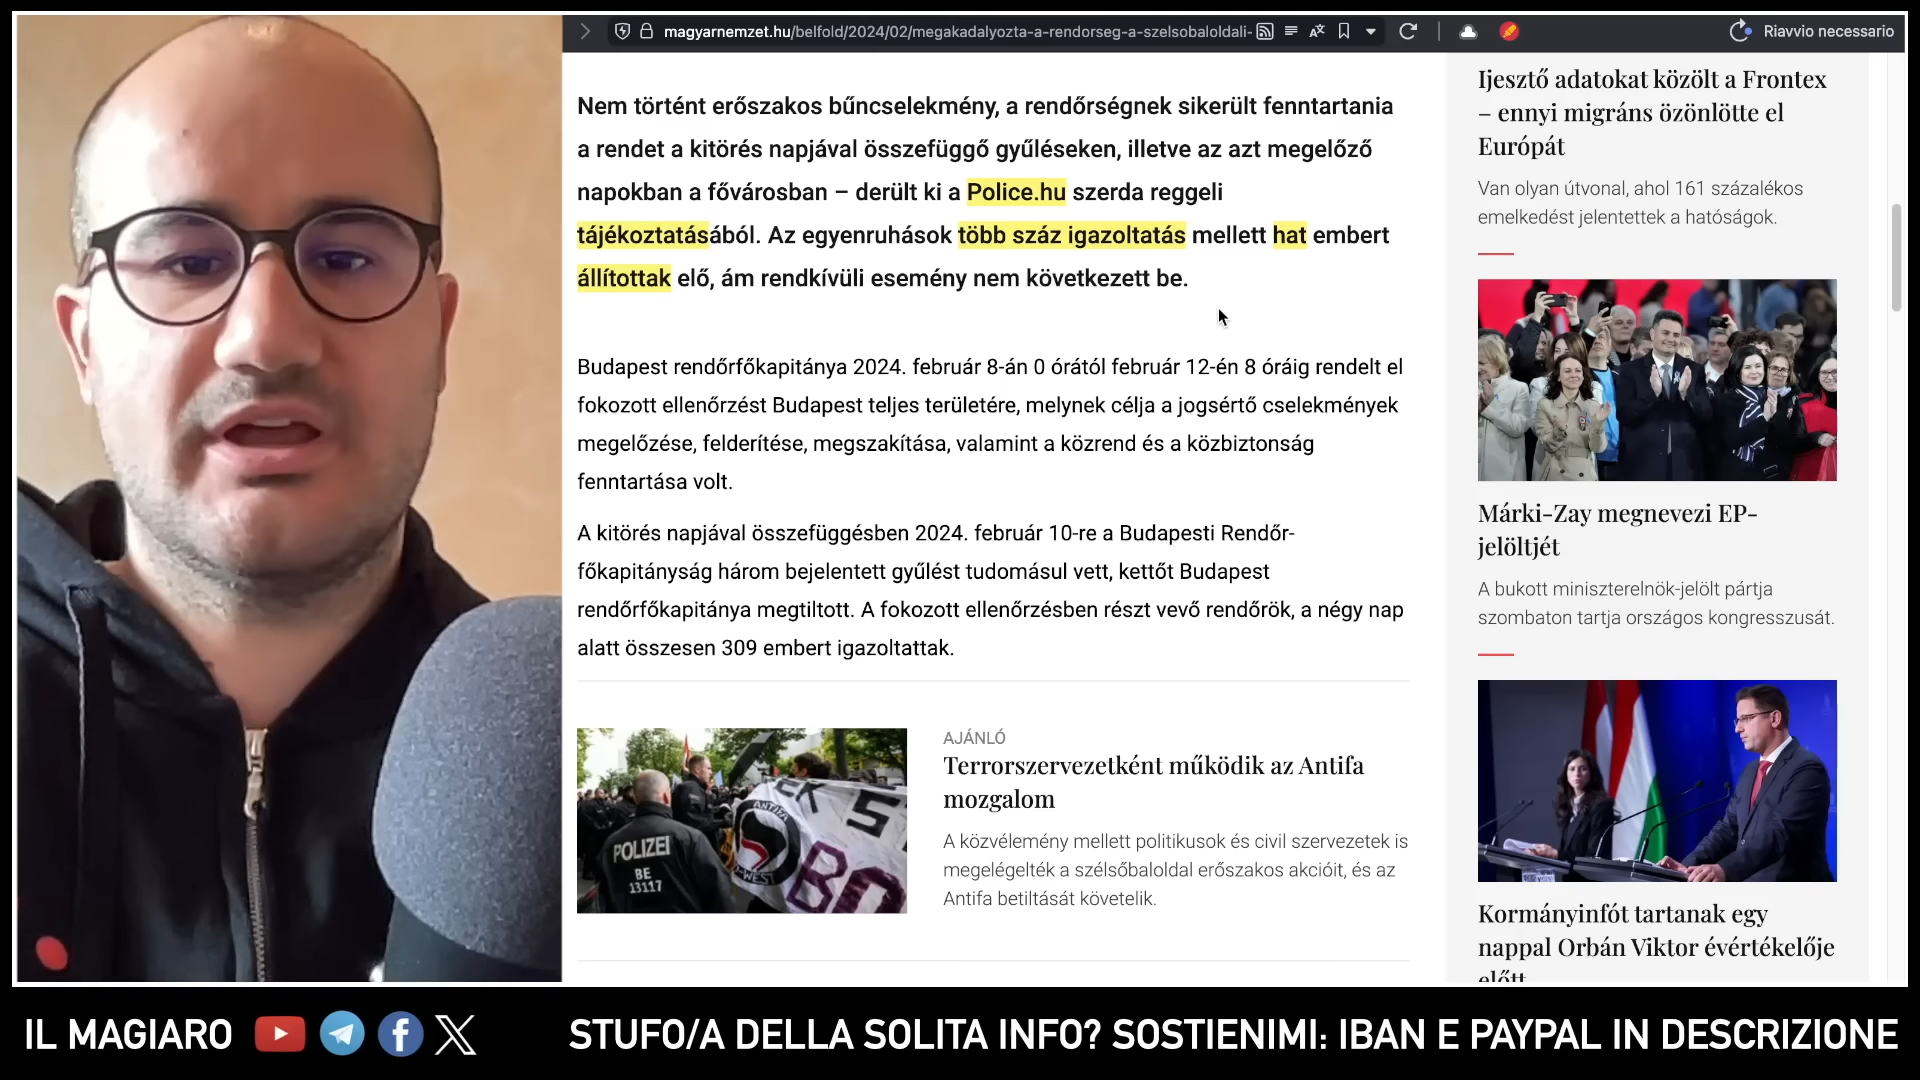 magyarnemzet.hu/belfold/2024/02/megakadalyozta-a-rendorseg-a-szelsobaloldali-
Riavvio necessario
Nem történt erőszakos bűncselekmény, a rendőrségnek sikerült fenntartania
a rendet a kitörés napjával összefüggő gyűléseken, illetve az azt megelőző
napokban a fővárosban – derült ki a Police.hu szerda reggeli
tájékoztatásából. Az egyenruhások több száz igazoltatás mellett hat embert
állítottak elő, ám rendkívüli esemény nem következett be.
Budapest rendőrfőkapitánya 2024. február 8-án 0 órától február 12-én 8 óráig rendelt el
fokozott ellenőrzést Budapest teljes területére, melynek célja a jogsértő cselekmények
megelőzése, felderítése, megszakítása, valamint a közrend és a közbiztonság
fenntartása volt.
A kitörés napjával összefüggésben 2024. február 10-re a Budapesti Rendőr-
főkapitányság három bejelentett gyűlést tudomásul vett, kettőt Budapest
rendőrfőkapitánya megtiltott. A fokozott ellenőrzésben részt vevő rendőrök, a négy nap
alatt összesen 309 embert igazoltattak.
POLIZEI
BE
13117
ANTIFA
WEST
AJÁNLÓ
Terrorszervezetként működik az Antifa
mozgalom
A közvélemény mellett politikusok és civil szervezetek is
megelégelték a szélsőbaloldal erőszakos akcióit, és az
Antifa betiltását követelik.
Ijesztő adatokat közölt a Frontex
– ennyi migráns özönlötte el
Európát
Van olyan útvonal, ahol 161 százalékos
emelkedést jelentettek a hatóságok.
Márki-Zay megnevezi EP-
jelöltjét
A bukott miniszterelnök-jelölt pártja
szombaton tartja országos kongresszusát.
Kormányinfót tartanak egy
nappal Orbán Viktor évértékelője
előtt
IL MAGIARO
STUFO/A DELLA SOLITA INFO? SOSTIENIMI: IBAN E PAYPAL IN DESCRIZIONE